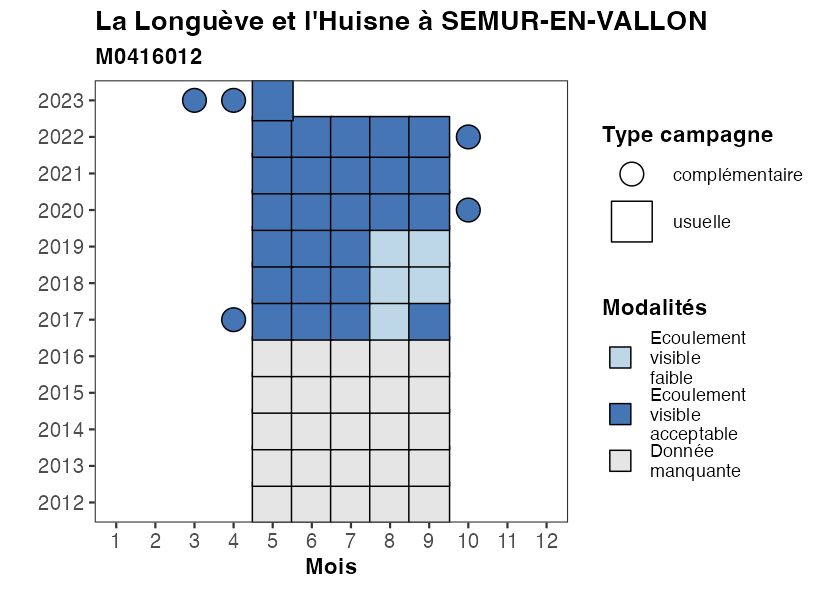 La Longuève et l'Huisne à SEMUR-EN-VALLON
M0416012
2023
2022
2021
2020
2019
2018
2017
2016
2015
2014
2013
2012
1 2 3 4 5 6 7 8 9 10 11 12
Mois
Type campagne
complémentaire
usuelle
Modalités
Ecoulement
visible
faible
Ecoulement
visible
acceptable
Donnée
manquante